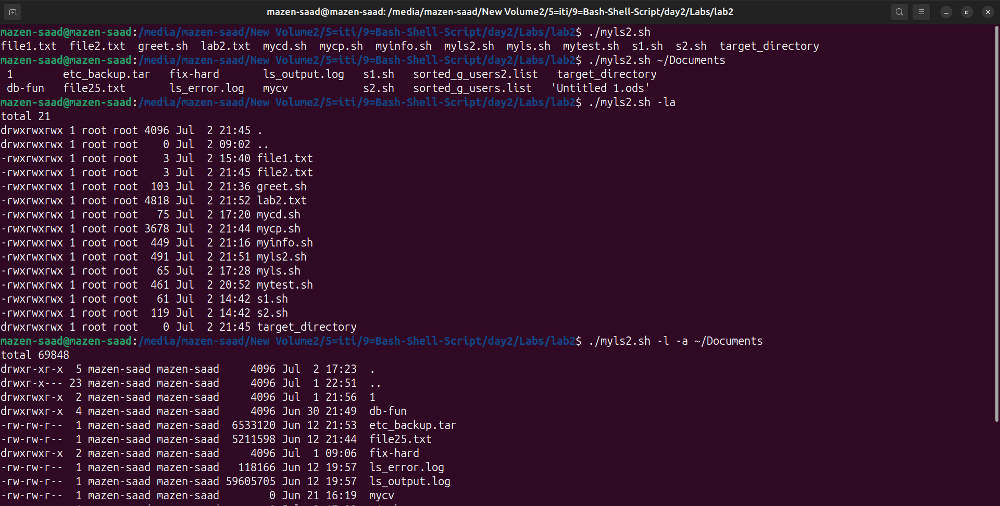 mazen-saad@mazen-saad: /media/mazen-saad/New Volume2/5=iti/9=Bash-Shell-Script/day2/Labs/lab2
mazen-saad@mazen-saad:/media/mazen-saad/New Volume2/5=iti/9=Bash-Shell-Script/day2/Labs/lab2$ ./myls2.sh
file1.txt  file2.txt  greet.sh  lab2.txt  mycd.sh  mycp.sh  myinfo.sh  myls2.sh  myls.sh  mytest.sh  s1.sh  s2.sh  target_directory
mazen-saad@mazen-saad:/media/mazen-saad/New Volume2/5=iti/9=Bash-Shell-Script/day2/Labs/lab2$ ./myls2.sh ~/Documents
 1        etc_backup.tar   fix-hard       ls_output.log   s1.sh   sorted_g_users2.list   target_directory
 db-fun   file25.txt       ls_error.log   mycv            s2.sh   sorted_g_users.list   'Untitled 1.ods'
mazen-saad@mazen-saad:/media/mazen-saad/New Volume2/5=iti/9=Bash-Shell-Script/day2/Labs/lab2$ ./myls2.sh -la
total 21
drwxrwxrwx 1 root root 4096 Jul  2 21:45 .
drwxrwxrwx 1 root root    0 Jul  2 09:02 ..
-rwxrwxrwx 1 root root    3 Jul  2 15:40 file1.txt
-rwxrwxrwx 1 root root    3 Jul  2 21:45 file2.txt
-rwxrwxrwx 1 root root  103 Jul  2 21:36 greet.sh
-rwxrwxrwx 1 root root 4818 Jul  2 21:52 lab2.txt
-rwxrwxrwx 1 root root   75 Jul  2 17:20 mycd.sh
-rwxrwxrwx 1 root root 3678 Jul  2 21:44 mycp.sh
-rwxrwxrwx 1 root root  449 Jul  2 21:16 myinfo.sh
-rwxrwxrwx 1 root root  491 Jul  2 21:51 myls2.sh
-rwxrwxrwx 1 root root   65 Jul  2 17:28 myls.sh
-rwxrwxrwx 1 root root  461 Jul  2 20:52 mytest.sh
-rwxrwxrwx 1 root root   61 Jul  2 14:42 s1.sh
-rwxrwxrwx 1 root root  119 Jul  2 14:42 s2.sh
drwxrwxrwx 1 root root    0 Jul  2 21:45 target_directory
mazen-saad@mazen-saad:/media/mazen-saad/New Volume2/5=iti/9=Bash-Shell-Script/day2/Labs/lab2$ ./myls2.sh -l -a ~/Documents
total 69848
drwxr-xr-x  5 mazen-saad mazen-saad     4096 Jul  2 17:23  .
drwxr-x--- 23 mazen-saad mazen-saad     4096 Jul  1 22:51  ..
drwxrwxr-x  2 mazen-saad mazen-saad     4096 Jul  1 21:56  1
drwxrwxr-x  4 mazen-saad mazen-saad     4096 Jun 30 21:49  db-fun
-rw-rw-r--  1 mazen-saad mazen-saad  6533120 Jun 12 21:53  etc_backup.tar
-rw-rw-r--  1 mazen-saad mazen-saad  5211598 Jun 12 21:44  file25.txt
drwxrwxr-x  2 mazen-saad mazen-saad     4096 Jul  1 09:06  fix-hard
-rw-rw-r--  1 mazen-saad mazen-saad   118166 Jun 12 19:57  ls_error.log
-rw-rw-r--  1 mazen-saad mazen-saad 59605705 Jun 12 19:57  ls_output.log
-rw-rw-r--  1 mazen-saad mazen-saad        0 Jun 21 16:19  mycv